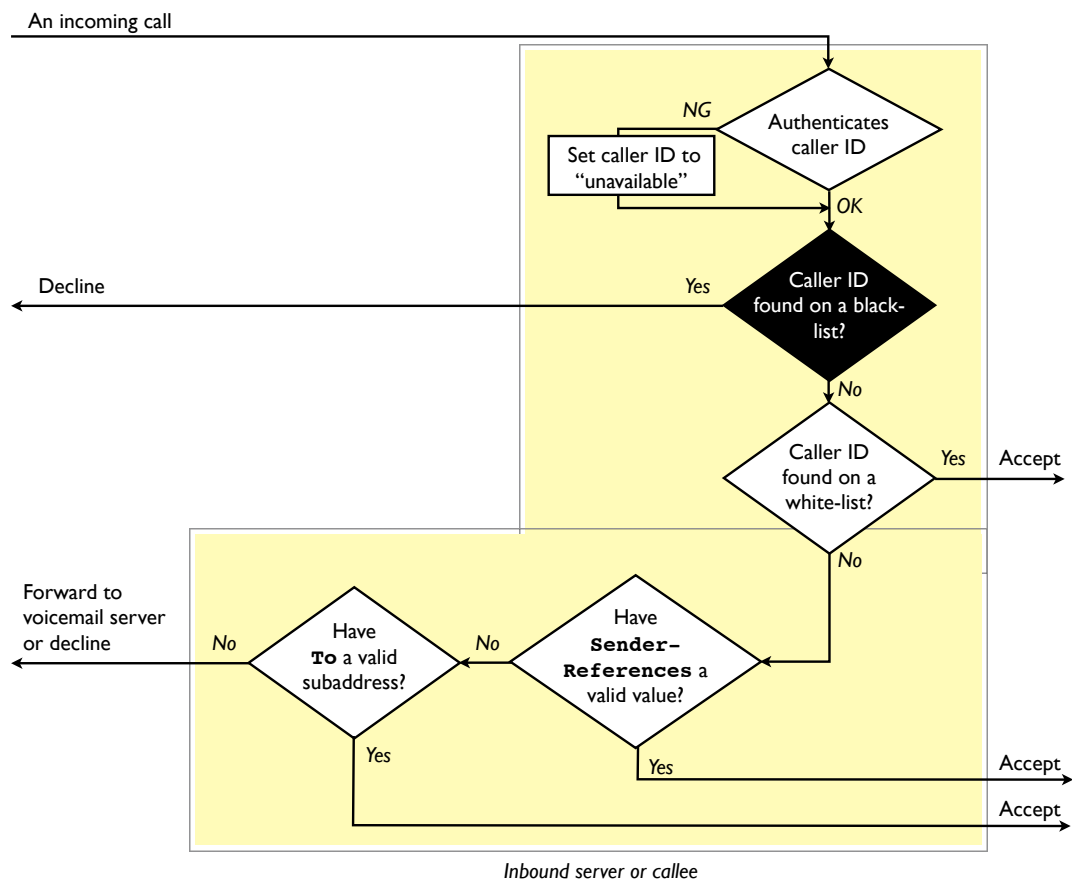 An incoming call
NG
Authenticates
caller ID
Set caller ID to
“unavailable”
OK
Decline
Yes
Caller ID
found on a black-
list?
No
Caller ID
found on a
white-list?
Yes
Accept
No
Forward to
voicemail server
or decline
No
Have
To a valid
subaddress?
No
Have
Sender-
References a
valid value?
Yes
Yes
Accept
Accept
Inbound server or callee